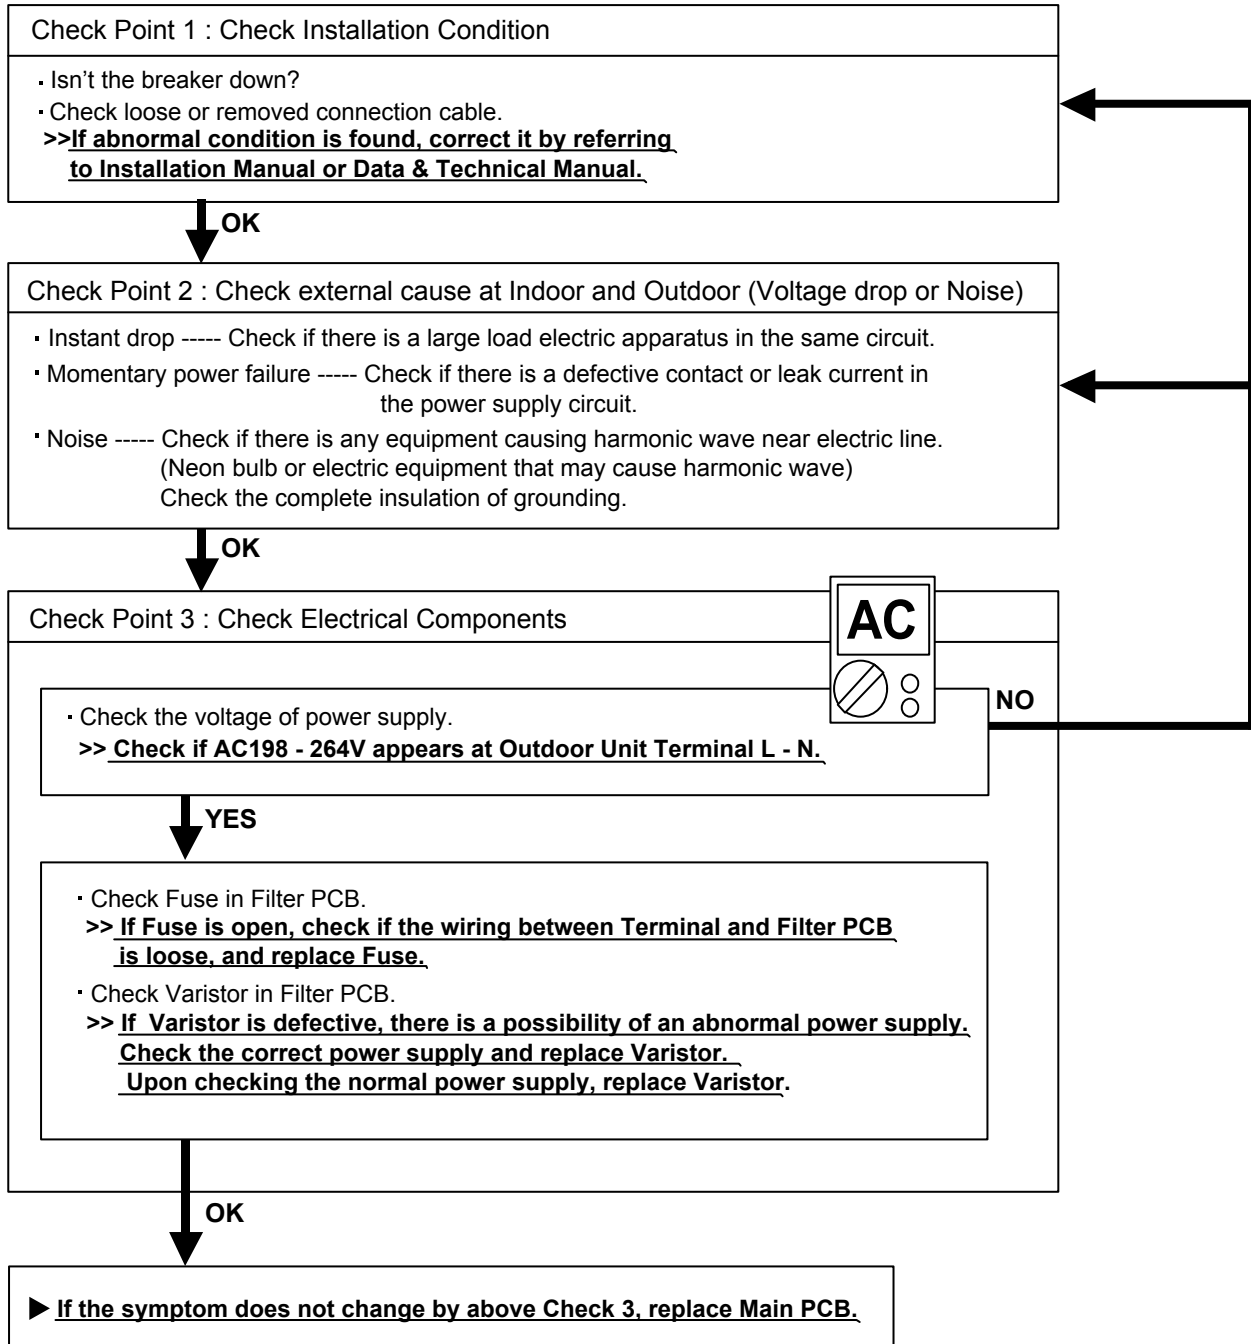 Check Point 1 : Check Installation Condition
· Isn't the breaker down?
· Check loose or removed connection cable.
>>If abnormal condition is found, correct it by referring
to Installation Manual or Data & Technical Manual.
OK
Check Point 2 : Check external cause at Indoor and Outdoor (Voltage drop or Noise)
· Instant drop ----- Check if there is a large load electric apparatus in the same circuit.
· Momentary power failure ----- Check if there is a defective contact or leak current in
the power supply circuit.
· Noise ----- Check if there is any equipment causing harmonic wave near electric line.
(Neon bulb or electric equipment that may cause harmonic wave)
Check the complete insulation of grounding.
OK
Check Point 3 : Check Electrical Components
AC
NO
· Check the voltage of power supply.
>> Check if AC198 - 264V appears at Outdoor Unit Terminal L - N.
YES
· Check Fuse in Filter PCB.
>> If Fuse is open, check if the wiring between Terminal and Filter PCB
is loose, and replace Fuse.
· Check Varistor in Filter PCB.
>> If Varistor is defective, there is a possibility of an abnormal power supply.
Check the correct power supply and replace Varistor.
Upon checking the normal power supply, replace Varistor.
OK
▶ If the symptom does not change by above Check 3, replace Main PCB.